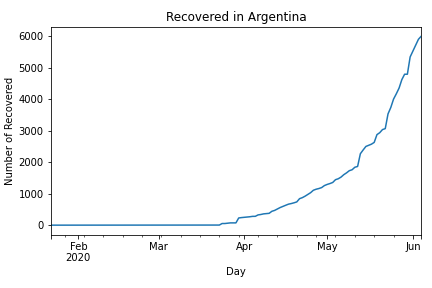 Recovered in Argentina
Number of Recovered
6000
5000
4000
3000
2000
1000
0
Feb
2020
Mar
Apr
May
Jun
Day